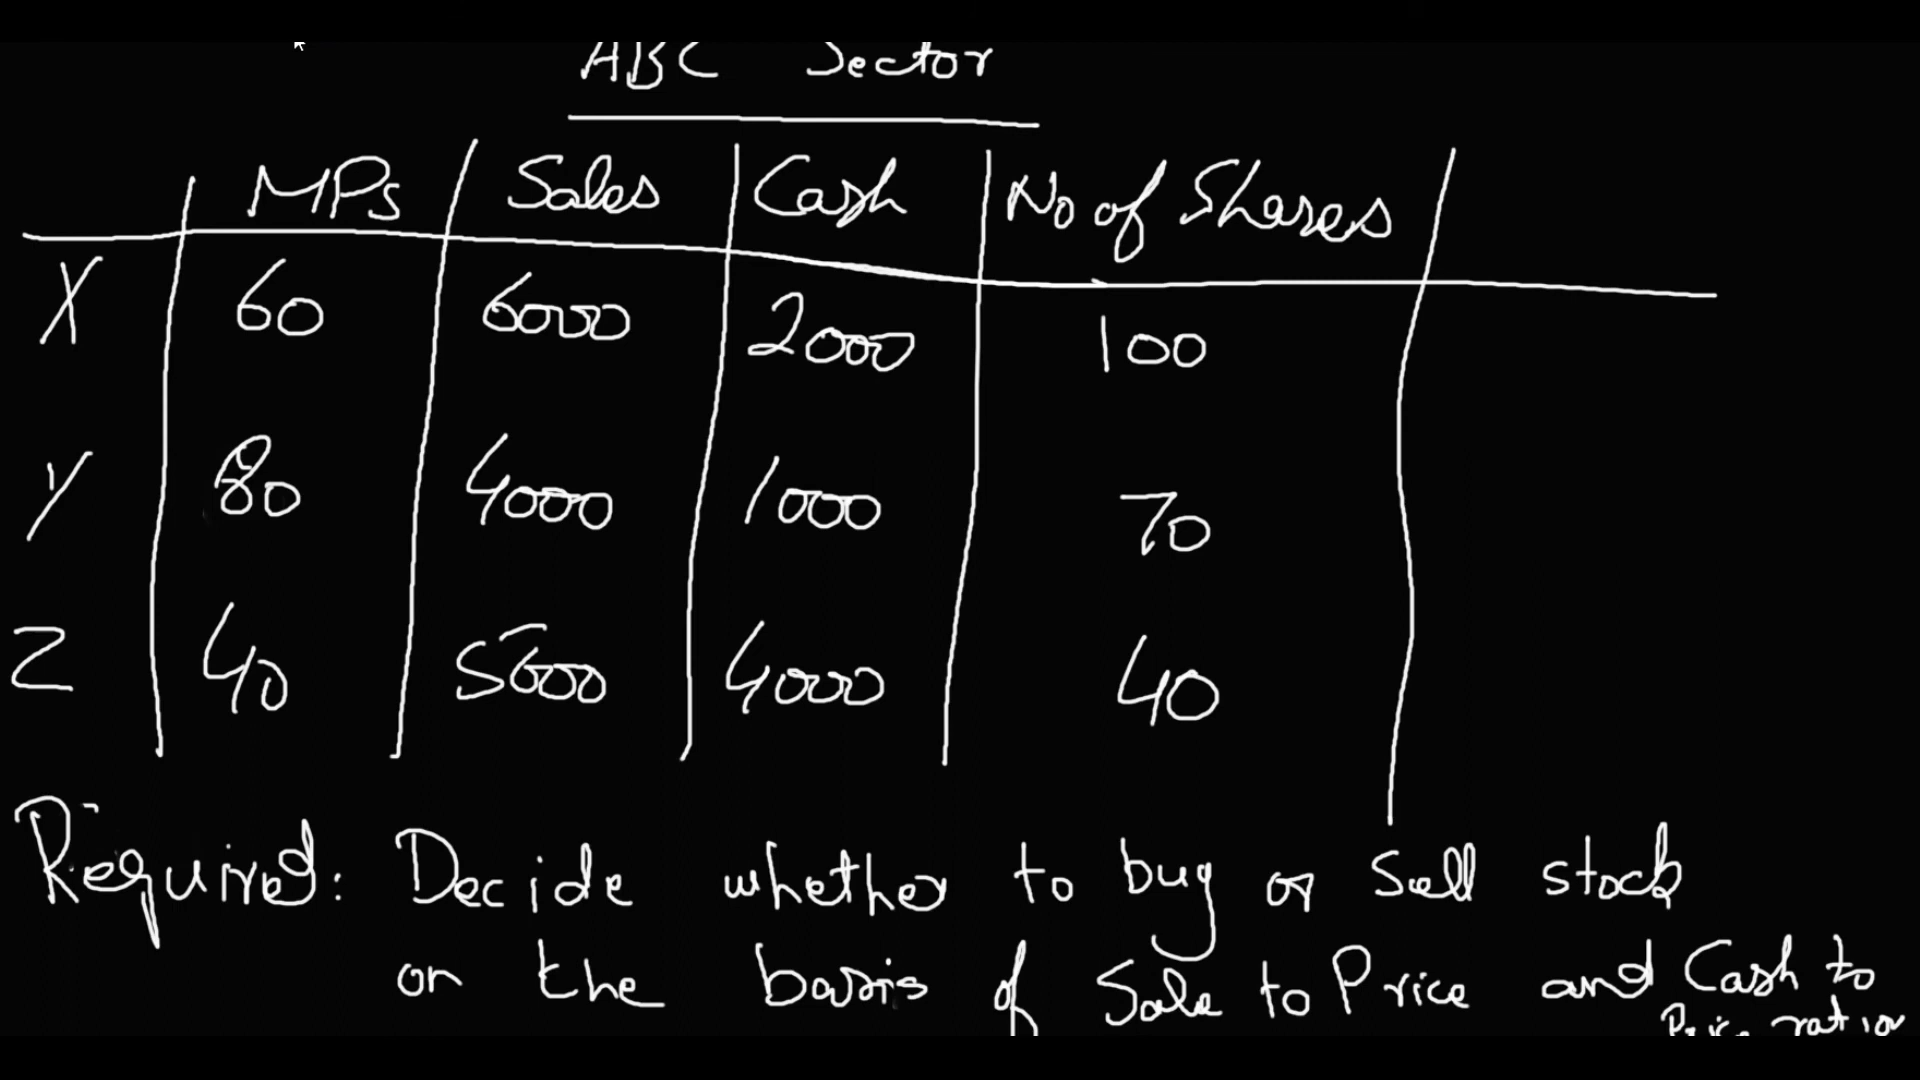 ABC Sector
MPS Sales Cash No of Shares
X 60 6000 2000 100
Y 80 4000 1000 70
Z 40 5000 4000 40
Required: Decide whether to buy or Sell stock
on the basis of Sale to Price and Cash to
Price ratio